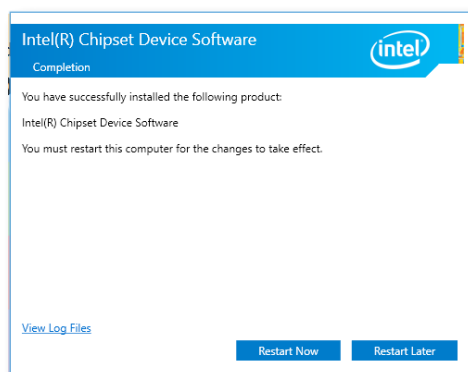 Intel(R) Chipset Device Software
intel
Completion
You have successfully installed the following product:
Intel(R) Chipset Device Software
You must restart this computer for the changes to take effect.
View Log Files
Restart Now
Restart Later